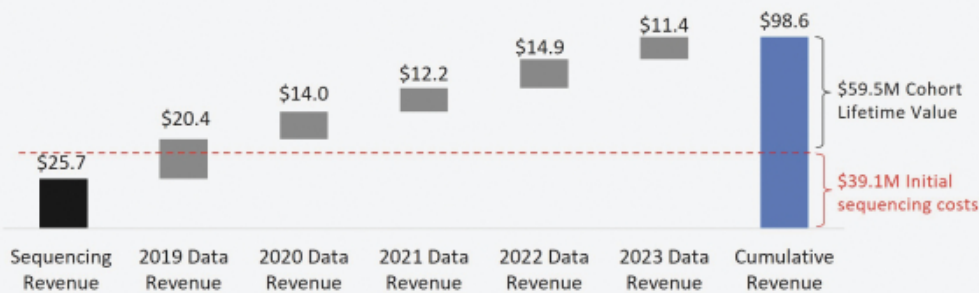 $98.6
$11.4
$14.9
$12.2
$14.0
$20.4
$25.7
$59.5M Cohort
Lifetime Value
$39.1M Initial
sequencing costs
Sequencing
Revenue
2019 Data
Revenue
2020 Data
Revenue
2021 Data
Revenue
2022 Data
Revenue
2023 Data
Revenue
Cumulative
Revenue